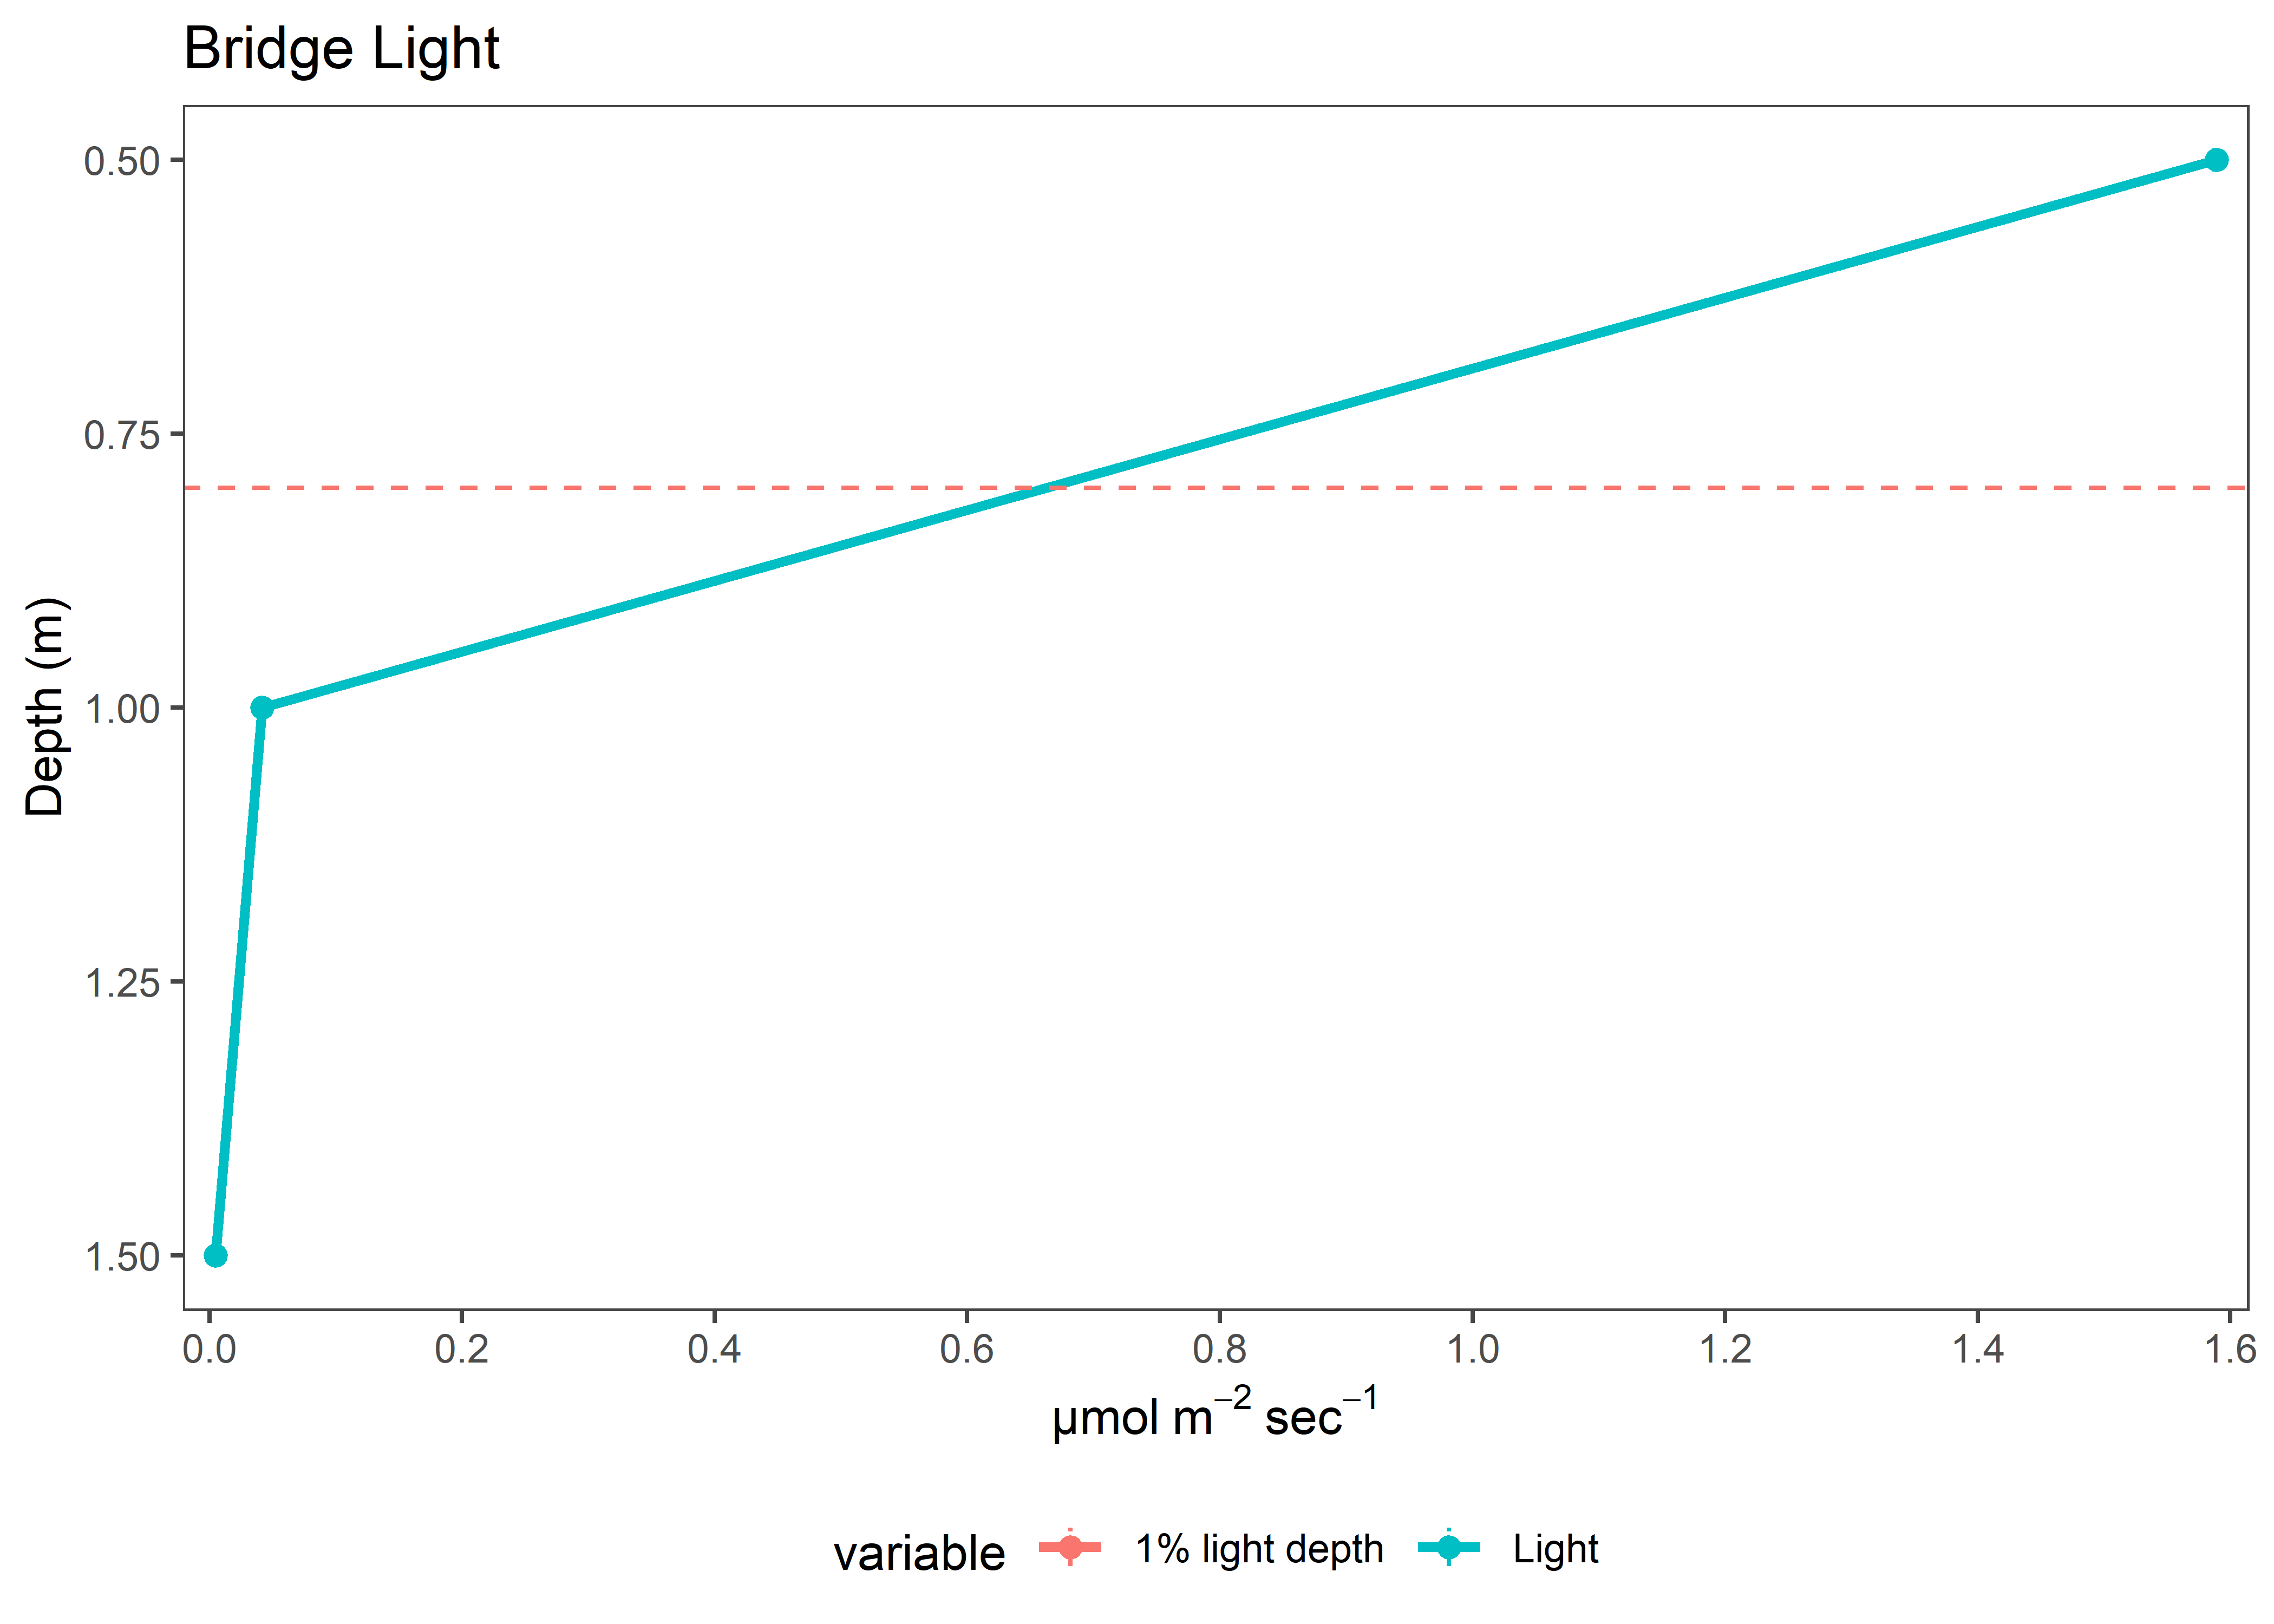 Bridge Light
0.50
0.75
1.00
1.25
1.50
Depth (m)
0.0 0.2 0.4 0.6 0.8 1.0 1.2 1.4 1.6
µmol m⁻² sec⁻¹
variable 1% light depth Light